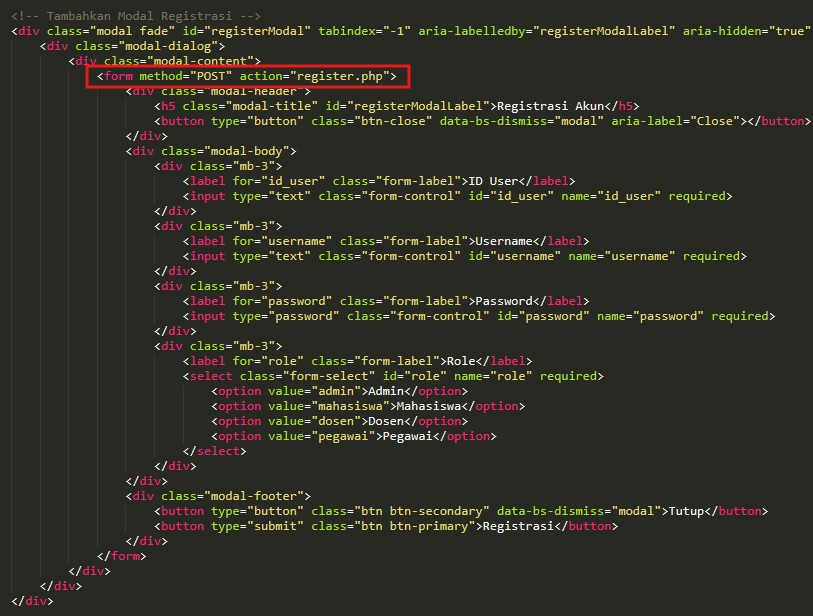 <!-- Tambahkan Modal Registrasi -->
<div class="modal fade" id="registerModal" tabindex="-1" aria-labelledby="registerModalLabel" aria-hidden="true"
<div class="modal-dialog">
<div class="modal-content">
<form method="POST" action="register.php">
<div class="modal-header">
<h5 class="modal-title" id="registerModalLabel">Registrasi Akun</h5>
<button type="button" class="btn-close" data-bs-dismiss="modal" aria-label="Close"></button>
</div>
<div class="modal-body">
<div class="mb-3">
<label for="id_user" class="form-label">ID User</label>
<input type="text" class="form-control" id="id_user" name="id_user" required>
</div>
<div class="mb-3">
<label for="username" class="form-label">Username</label>
<input type="text" class="form-control" id="username" name="username" required>
</div>
<div class="mb-3">
<label for="password" class="form-label">Password</label>
<input type="password" class="form-control" id="password" name="password" required>
</div>
<div class="mb-3">
<label for="role" class="form-label">Role</label>
<select class="form-select" id="role" name="role" required>
<option value="admin">Admin</option>
<option value="mahasiswa">Mahasiswa</option>
<option value="dosen">Dosen</option>
<option value="pegawai">Pegawai</option>
</select>
</div>
</div>
<div class="modal-footer">
<button type="button" class="btn btn-secondary" data-bs-dismiss="modal">Tutup</button>
<button type="submit" class="btn btn-primary">Registrasi</button>
</div>
</form>
</div>
</div>
</div>